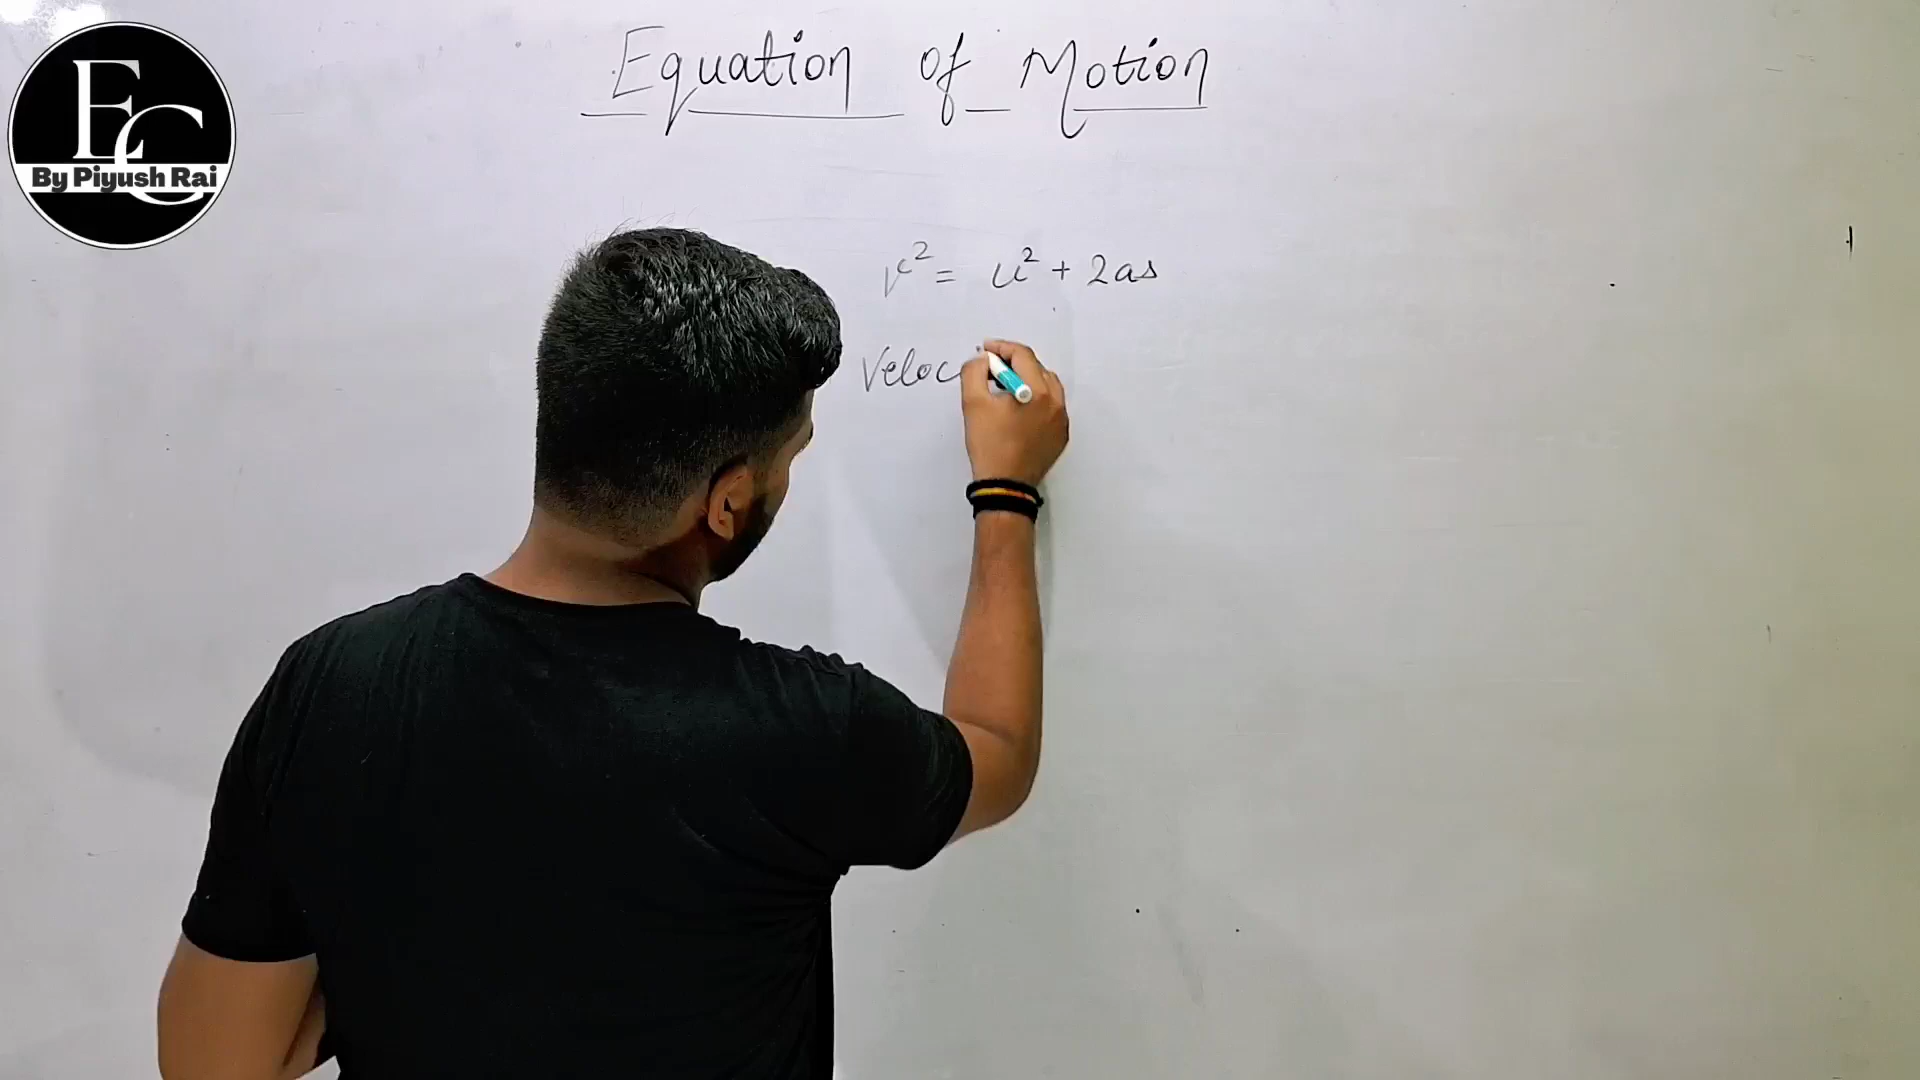 EC
By Piyush Rai
Equation of Motion
v² = u² + 2as
Veloc